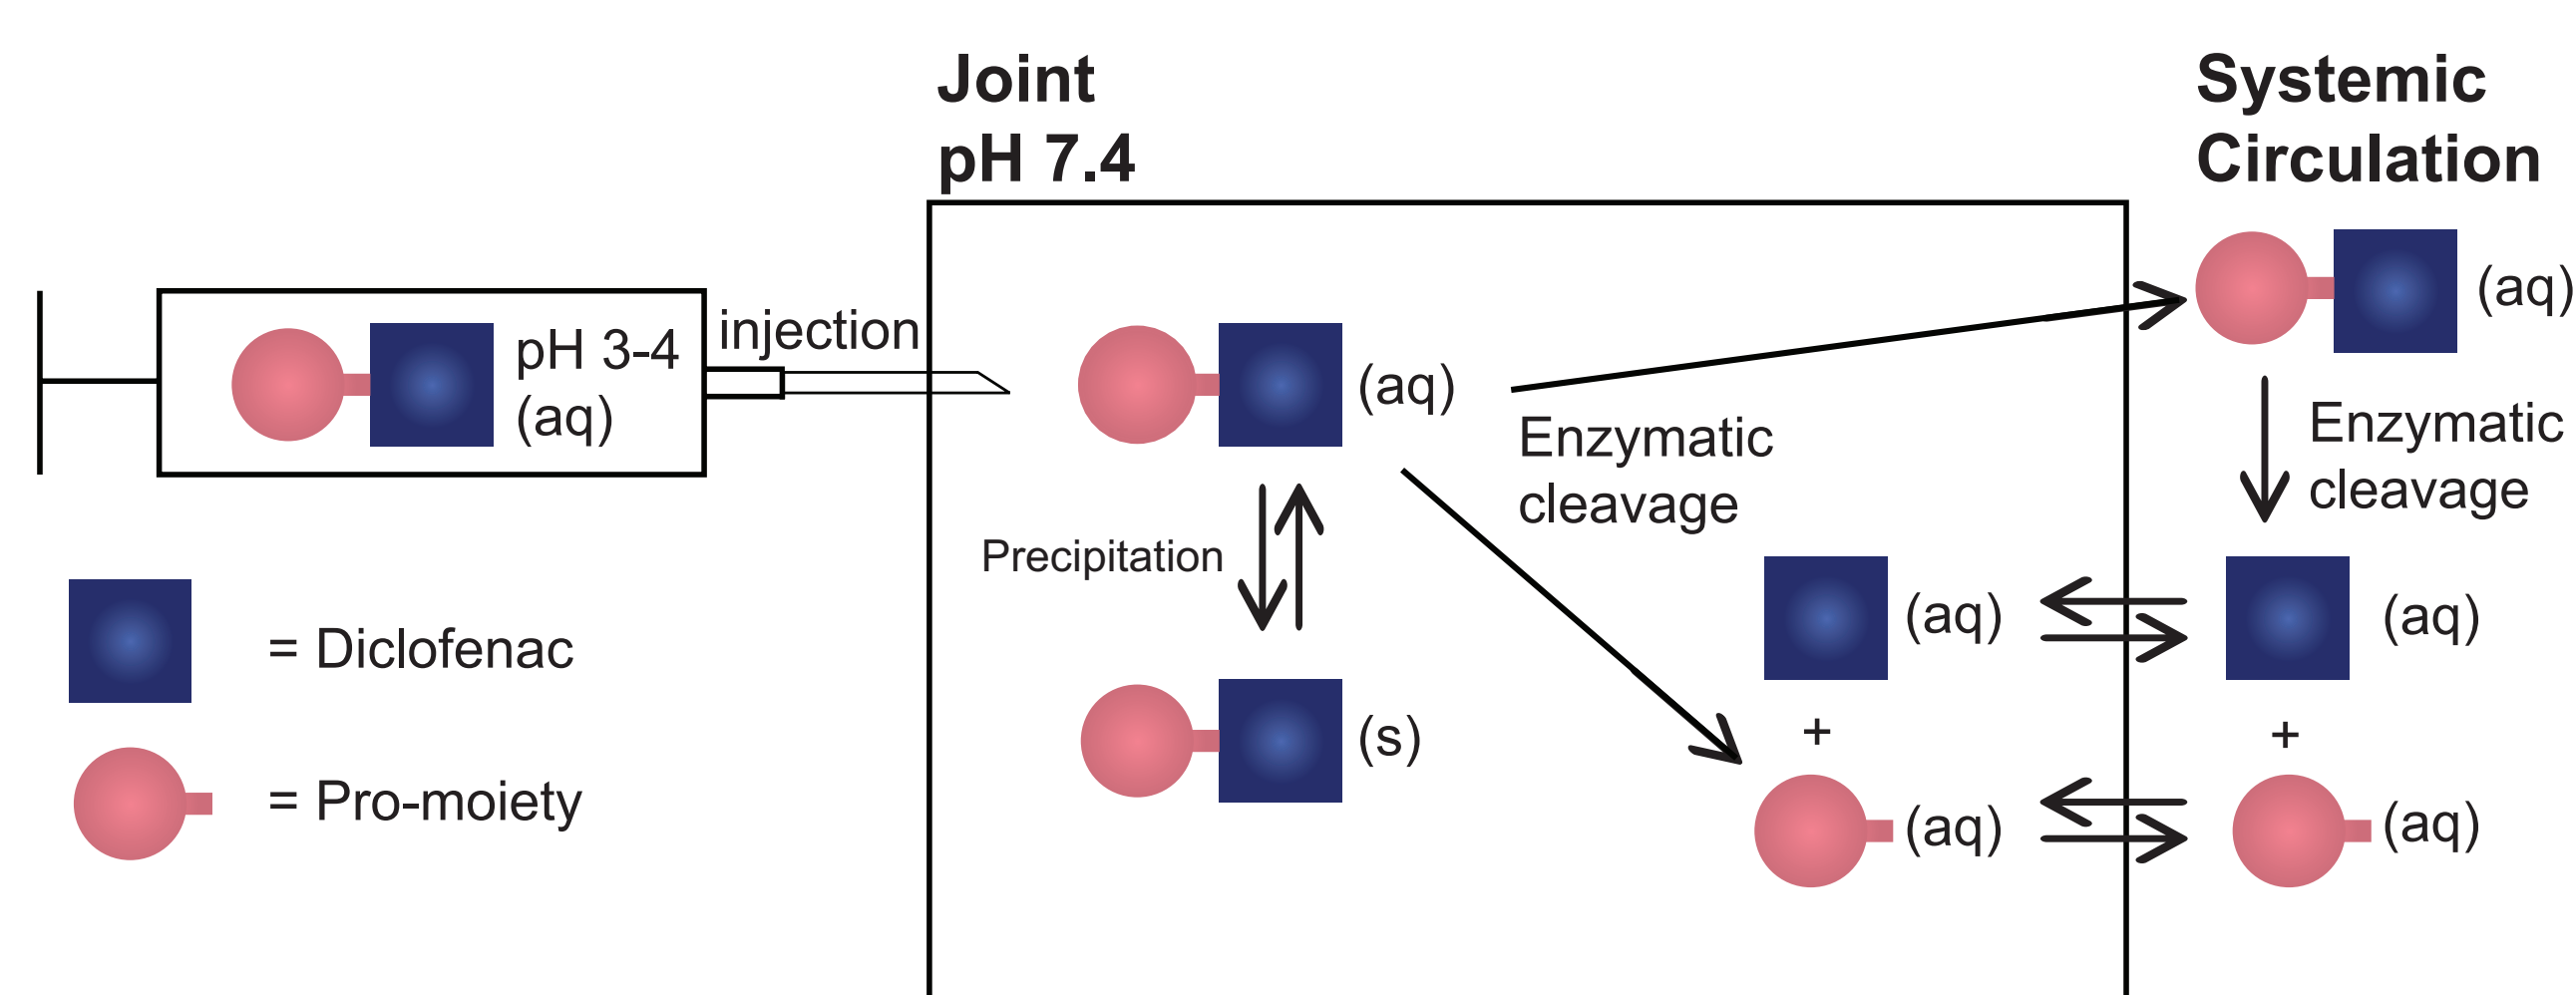 Joint
pH 7.4
Systemic
Circulation
pH 3-4
(aq)
injection
(aq)
Enzymatic
cleavage
(aq)
Enzymatic
cleavage
Precipitation
(s)
(aq)
+
(aq)
(aq)
+
(aq)
= Diclofenac
= Pro-moiety